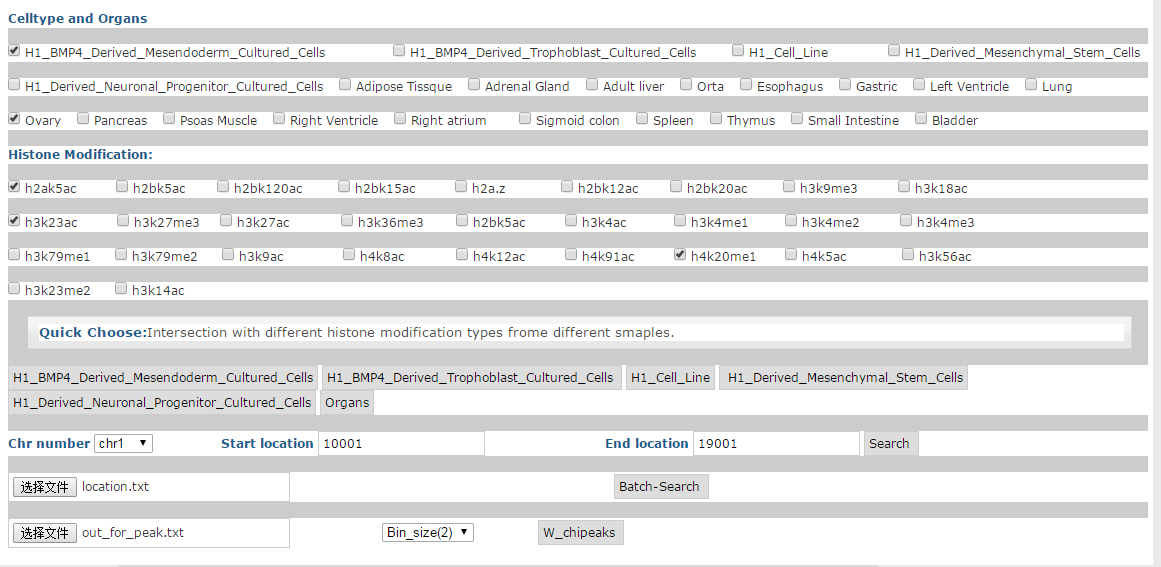 Celltype and Organs
H1_BMP4_Derived_Mesendoderm_Cultured_Cells H1_BMP4_Derived_Trophoblast_Cultured_Cells H1_Cell_Line H1_Derived_Mesenchymal_Stem_Cells
H1_Derived_Neuronal_Progenitor_Cultured_Cells Adipose Tissque Adrenal Gland Adult liver Orta Esophagus Gastric Left Ventricle Lung
Ovary Pancreas Psoas Muscle Right Ventricle Right atrium Sigmoid colon Spleen Thymus Small Intestine Bladder
Histone Modification:
h2ak5ac h2bk5ac h2bk120ac h2bk15ac h2a.z h2bk12ac h2bk20ac h3k9me3 h3k18ac
h3k23ac h3k27me3 h3k27ac h3k36me3 h2bk5ac h3k4ac h3k4me1 h3k4me2 h3k4me3
h3k79me1 h3k79me2 h3k9ac h4k8ac h4k12ac h4k91ac h4k20me1 h4k5ac h3k56ac
h3k23me2 h3k14ac
Quick Choose:Intersection with different histone modification types frome different smaples.
H1_BMP4_Derived_Mesendoderm_Cultured_Cells H1_BMP4_Derived_Trophoblast_Cultured_Cells H1_Cell_Line H1_Derived_Mesenchymal_Stem_Cells
H1_Derived_Neuronal_Progenitor_Cultured_Cells Organs
Chr number chr1 Start location 10001 End location 19001 Search
选择文件 location.txt Batch-Search
选择文件 out_for_peak.txt Bin_size(2) W_chipeaks